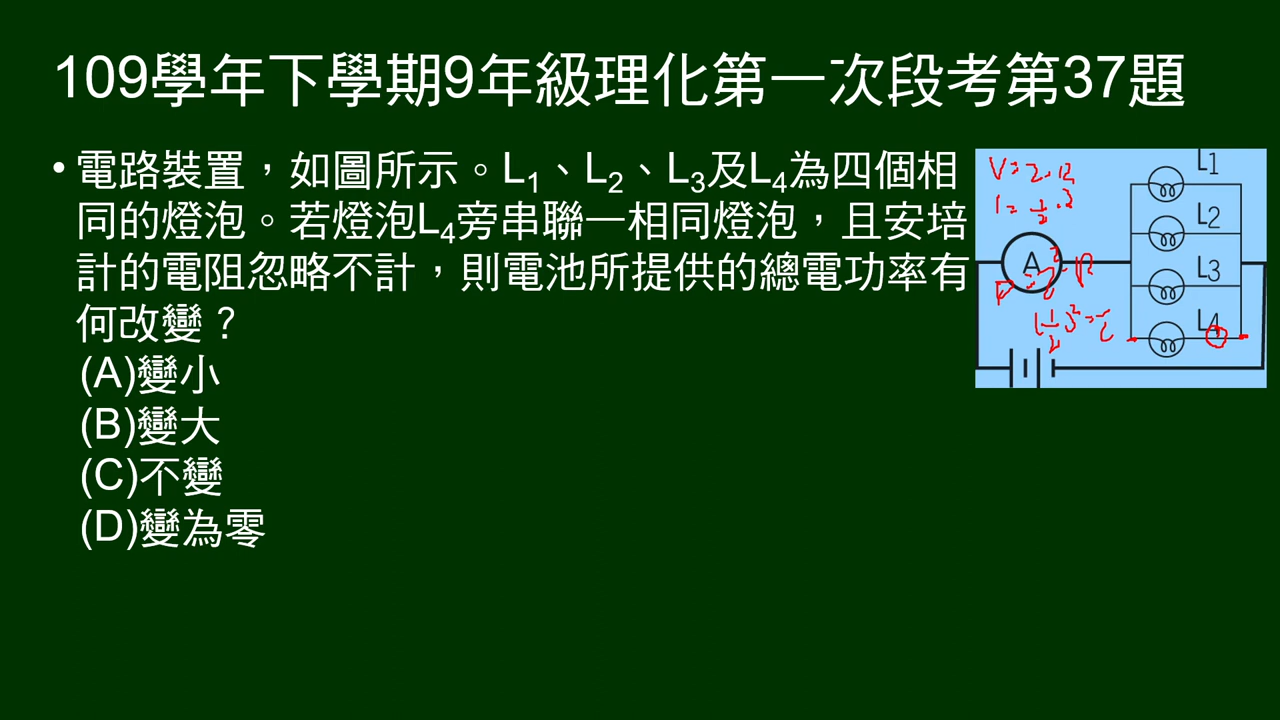 109學年下學期9年級理化第一次段考第37題
•電路裝置，如圖所示。L₁、L₂、L₃及L₄為四個相
同的燈泡。若燈泡L₄旁串聯一相同燈泡，且安培
計的電阻忽略不計，則電池所提供的總電功率有
何改變？
(A)變小
(B)變大
(C)不變
(D)變為零
L1
L2
L3
L4
A